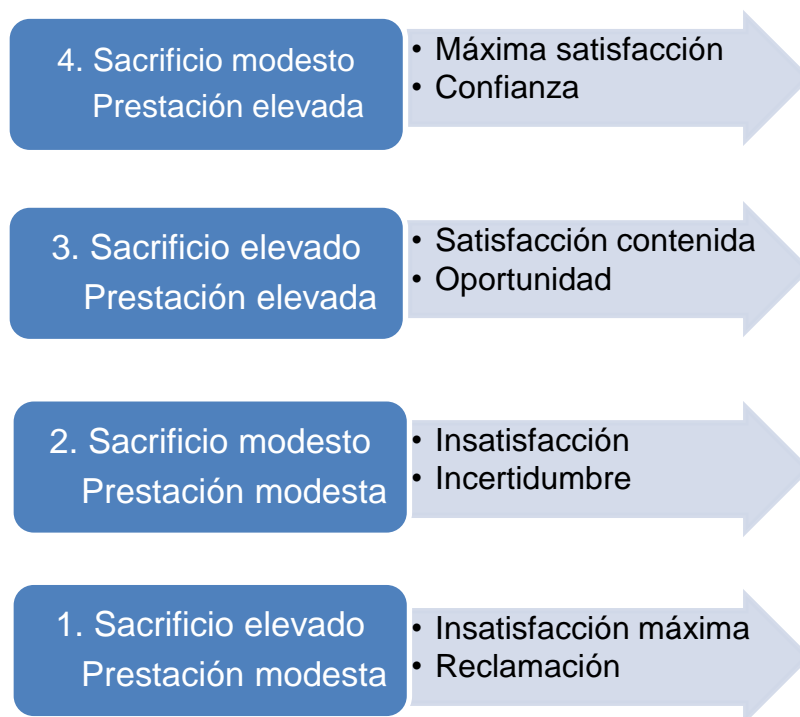 4. Sacrificio modesto
Prestación elevada
• Máxima satisfacción
• Confianza
3. Sacrificio elevado
Prestación elevada
• Satisfacción contenida
• Oportunidad
2. Sacrificio modesto
Prestación modesta
• Insatisfacción
• Incertidumbre
1. Sacrificio elevado
Prestación modesta
• Insatisfacción máxima
• Reclamación